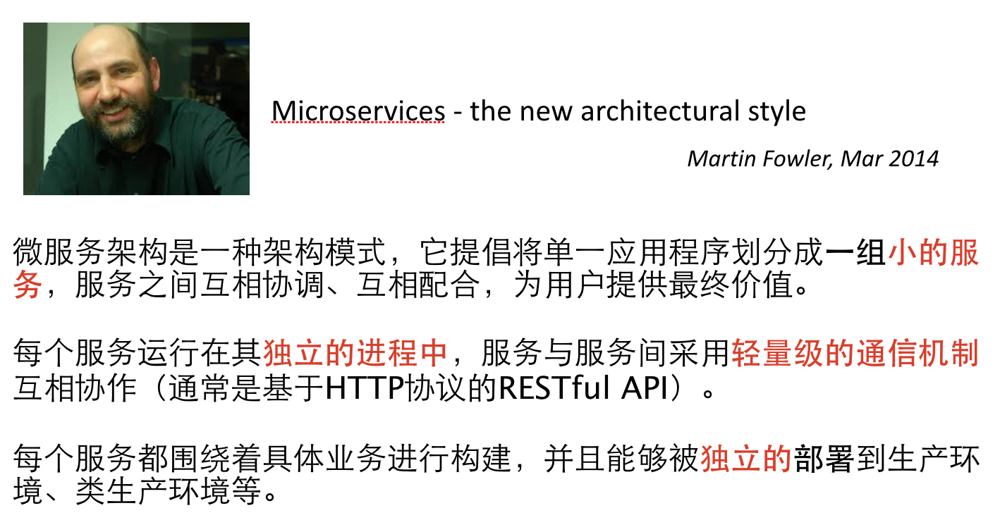 Microservices - the new architectural style
Martin Fowler, Mar 2014
微服务架构是一种架构模式，它提倡将单一应用程序划分成一组小的服
务，服务之间互相协调、互相配合，为用户提供最终价值。
每个服务运行在其独立的进程中，服务与服务间采用轻量级的通信机制
互相协作（通常是基于HTTP协议的RESTful API）。
每个服务都围绕着具体业务进行构建，并且能够被独立的部署到生产环
境、类生产环境等。